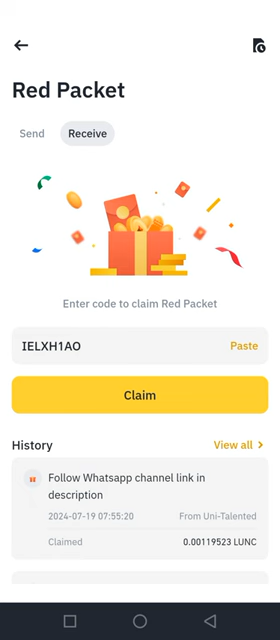 Red Packet
Send
Receive
Enter code to claim Red Packet
IELXH1AO
Paste
Claim
History
View all
Follow Whatsapp channel link in
description
2024-07-19 07:55:20
From Uni-Talented
Claimed
0.00119523 LUNC